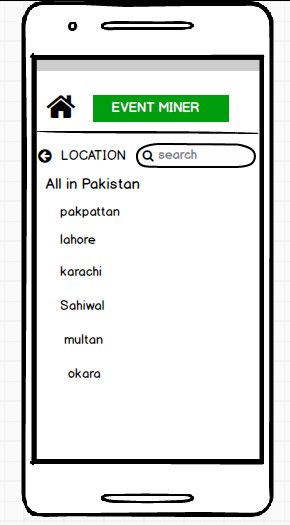 EVENT MINER
LOCATION search
All in Pakistan
pakpattan
lahore
karachi
Sahiwal
multan
okara